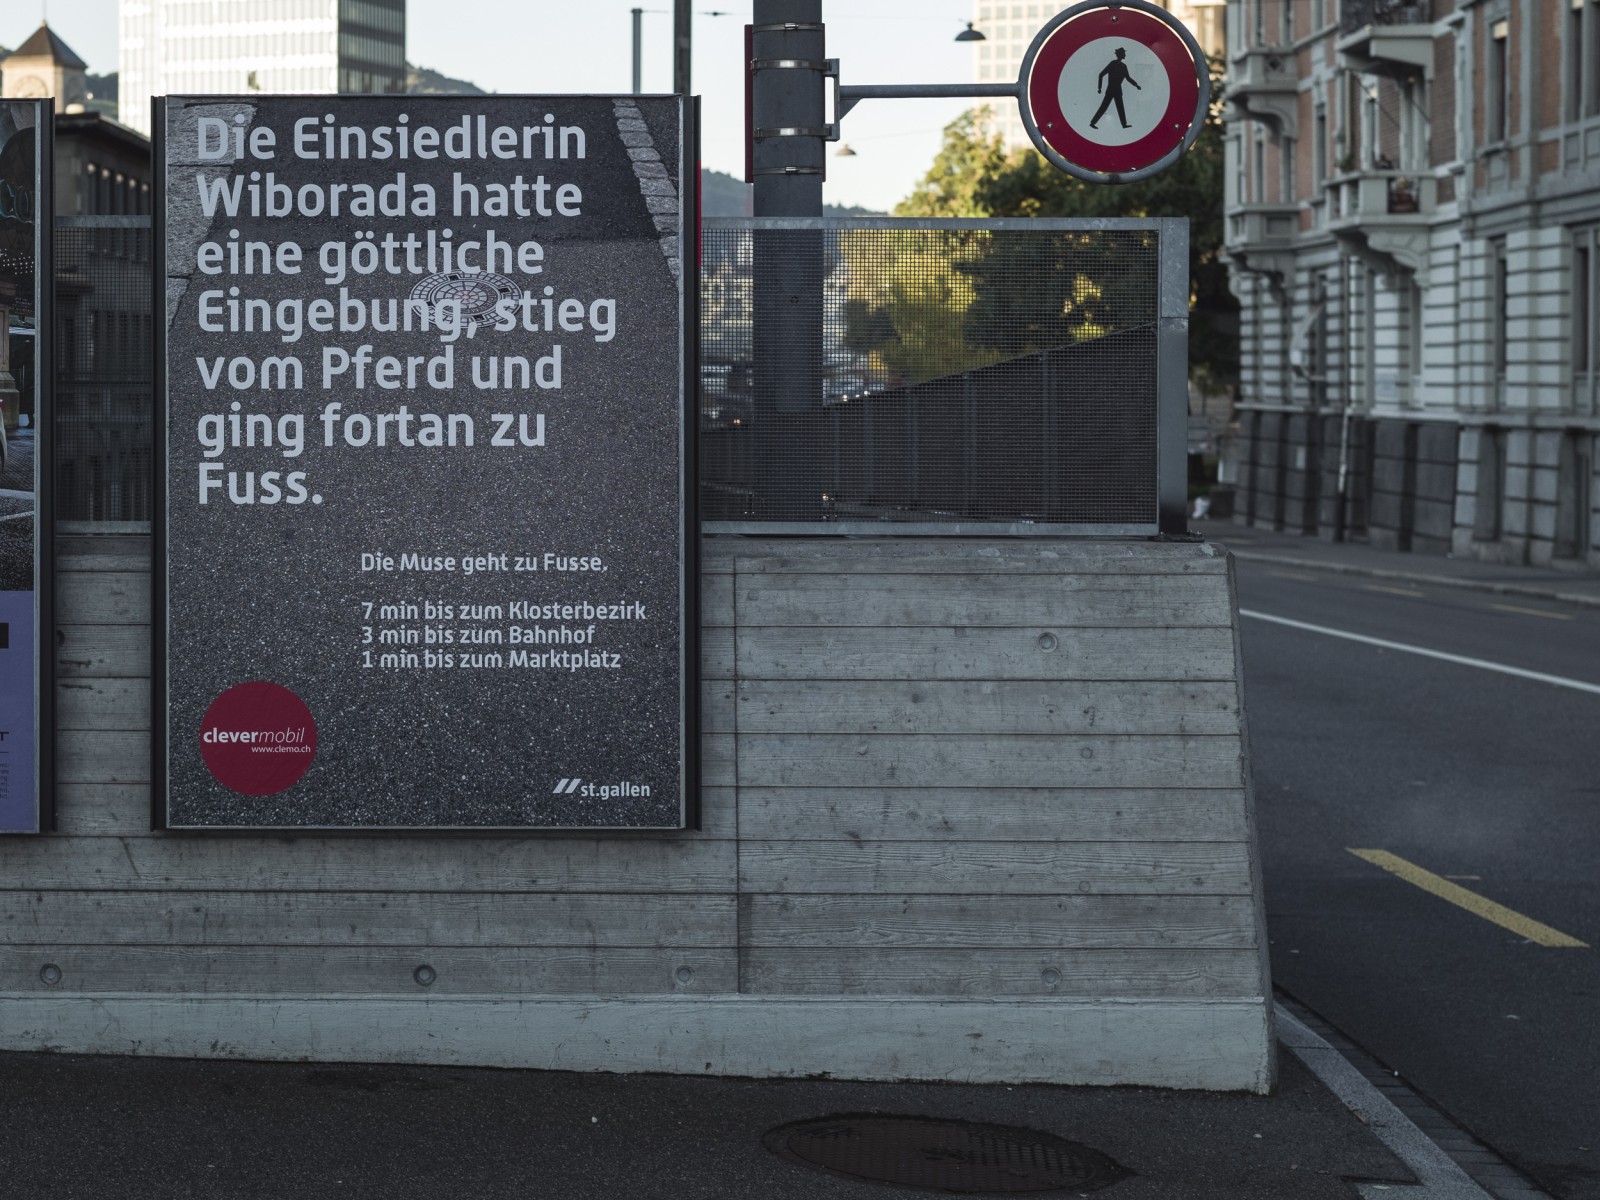 Die Einsiedlerin
Wiborada hatte
eine göttliche
Eingebung, stieg
vom Pferd und
ging fortan zu
Fuss.
Die Muse geht zu Fusse.
7 min bis zum Klosterbezirk
3 min bis zum Bahnhof
1 min bis zum Marktplatz
clevermobil
www.clemo.ch
st.gallen